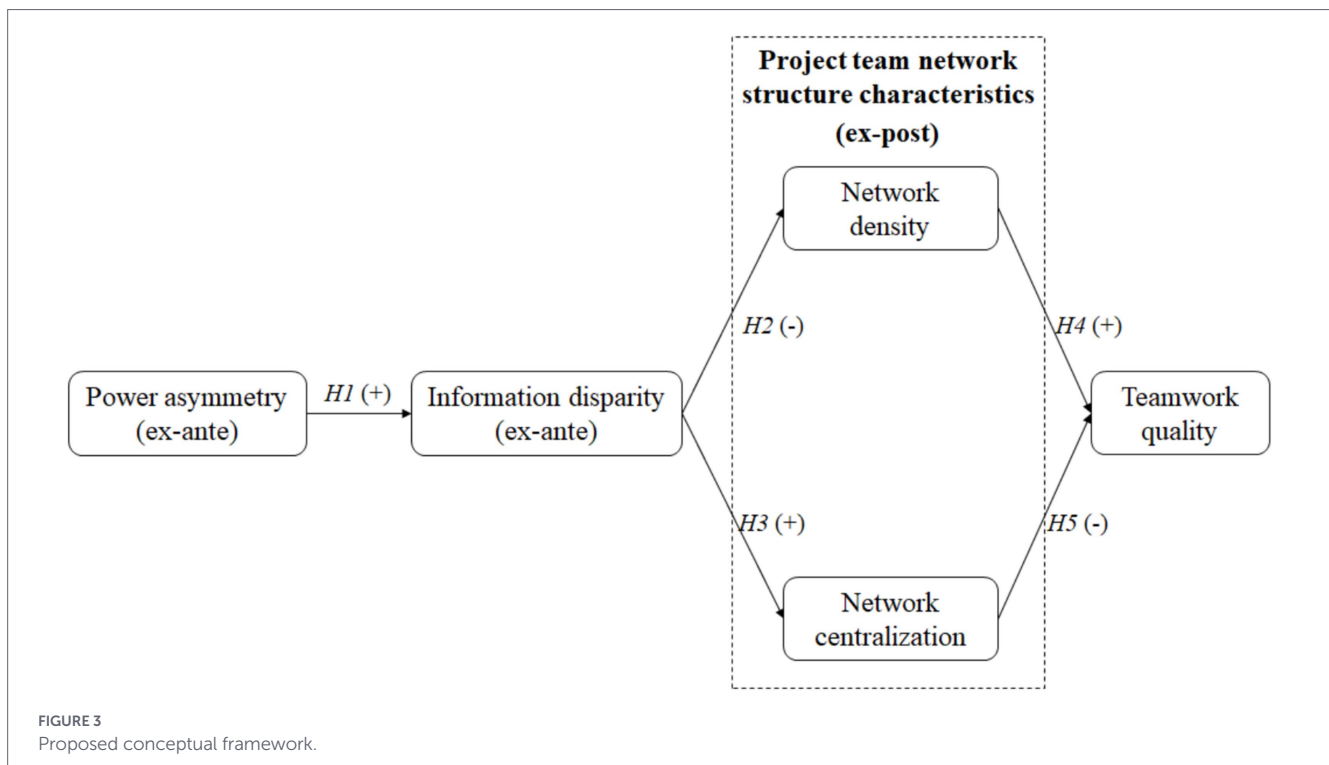 Project team network
structure characteristics
(ex-post)
Network
density
H2 (-)
H4 (+)
Power asymmetry
(ex-ante)
H1 (+)
Information disparity
(ex-ante)
Teamwork
quality
H3 (+)
H5 (-)
Network
centralization
FIGURE 3
Proposed conceptual framework.